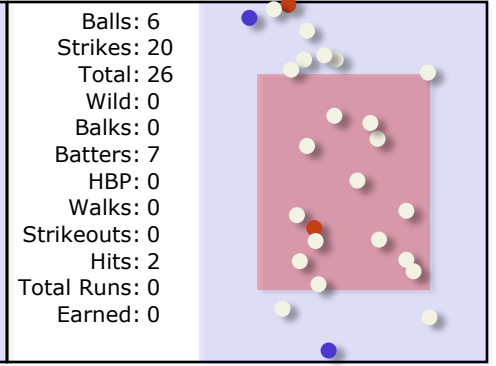 Balls: 6
Strikes: 20
Total: 26
Wild: 0
Balks: 0
Batters: 7
HBP: 0
Walks: 0
Strikeouts: 0
Hits: 2
Total Runs: 0
Earned: 0